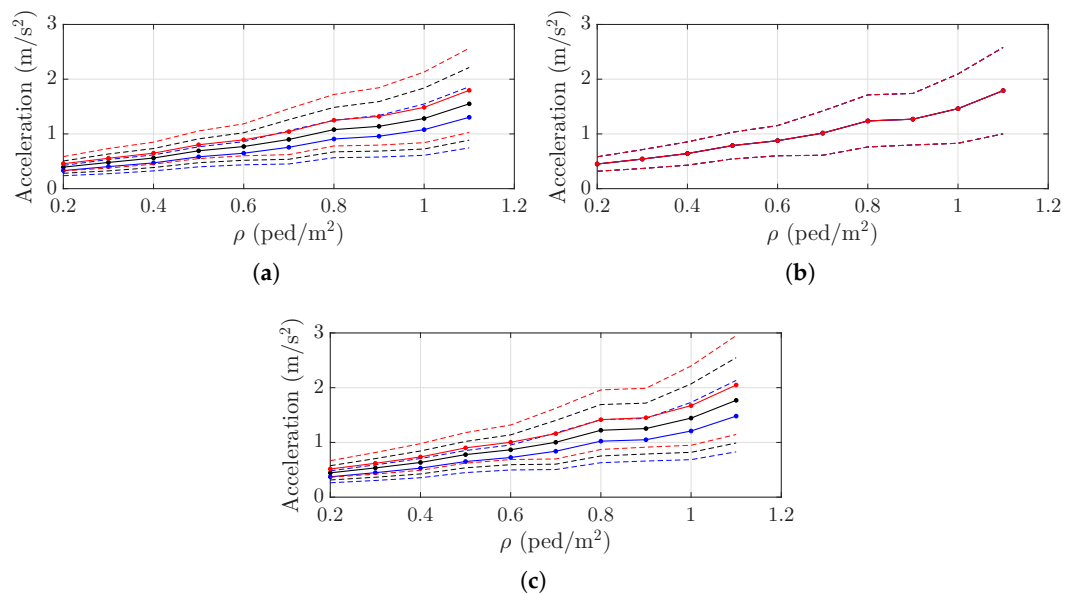 3
2
1
0
Acceleration (m/s²)
0.2 0.4 0.6 0.8 1 1.2
ρ (ped/m²)
(a)
3
2
1
0
Acceleration (m/s²)
0.2 0.4 0.6 0.8 1 1.2
ρ (ped/m²)
(b)
3
2
1
0
Acceleration (m/s²)
0.2 0.4 0.6 0.8 1 1.2
ρ (ped/m²)
(c)